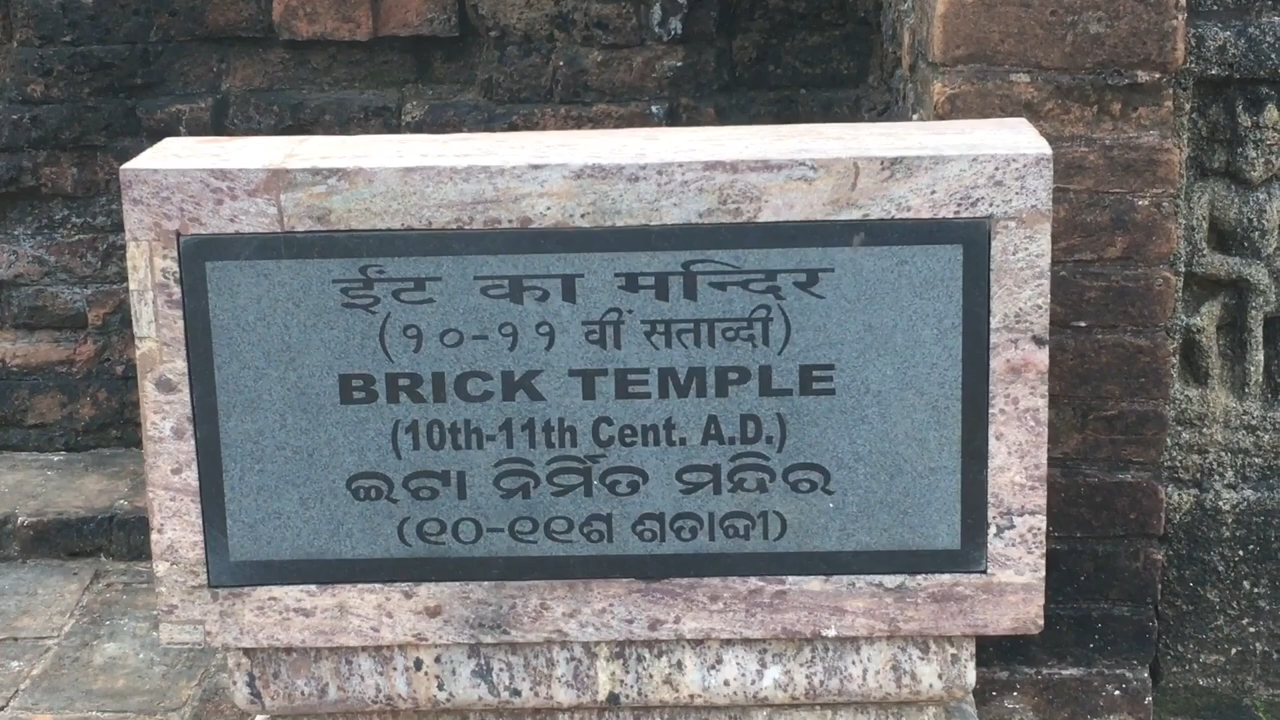 ईंट का मन्दिर
(१०-११ वीं सताव्दी)
BRICK TEMPLE
(10th-11th Cent. A.D.)
ଇଟା ନିର୍ମିତ ମନ୍ଦିର
(୧୦-୧୧ଶ ଶତାବ୍ଦୀ)